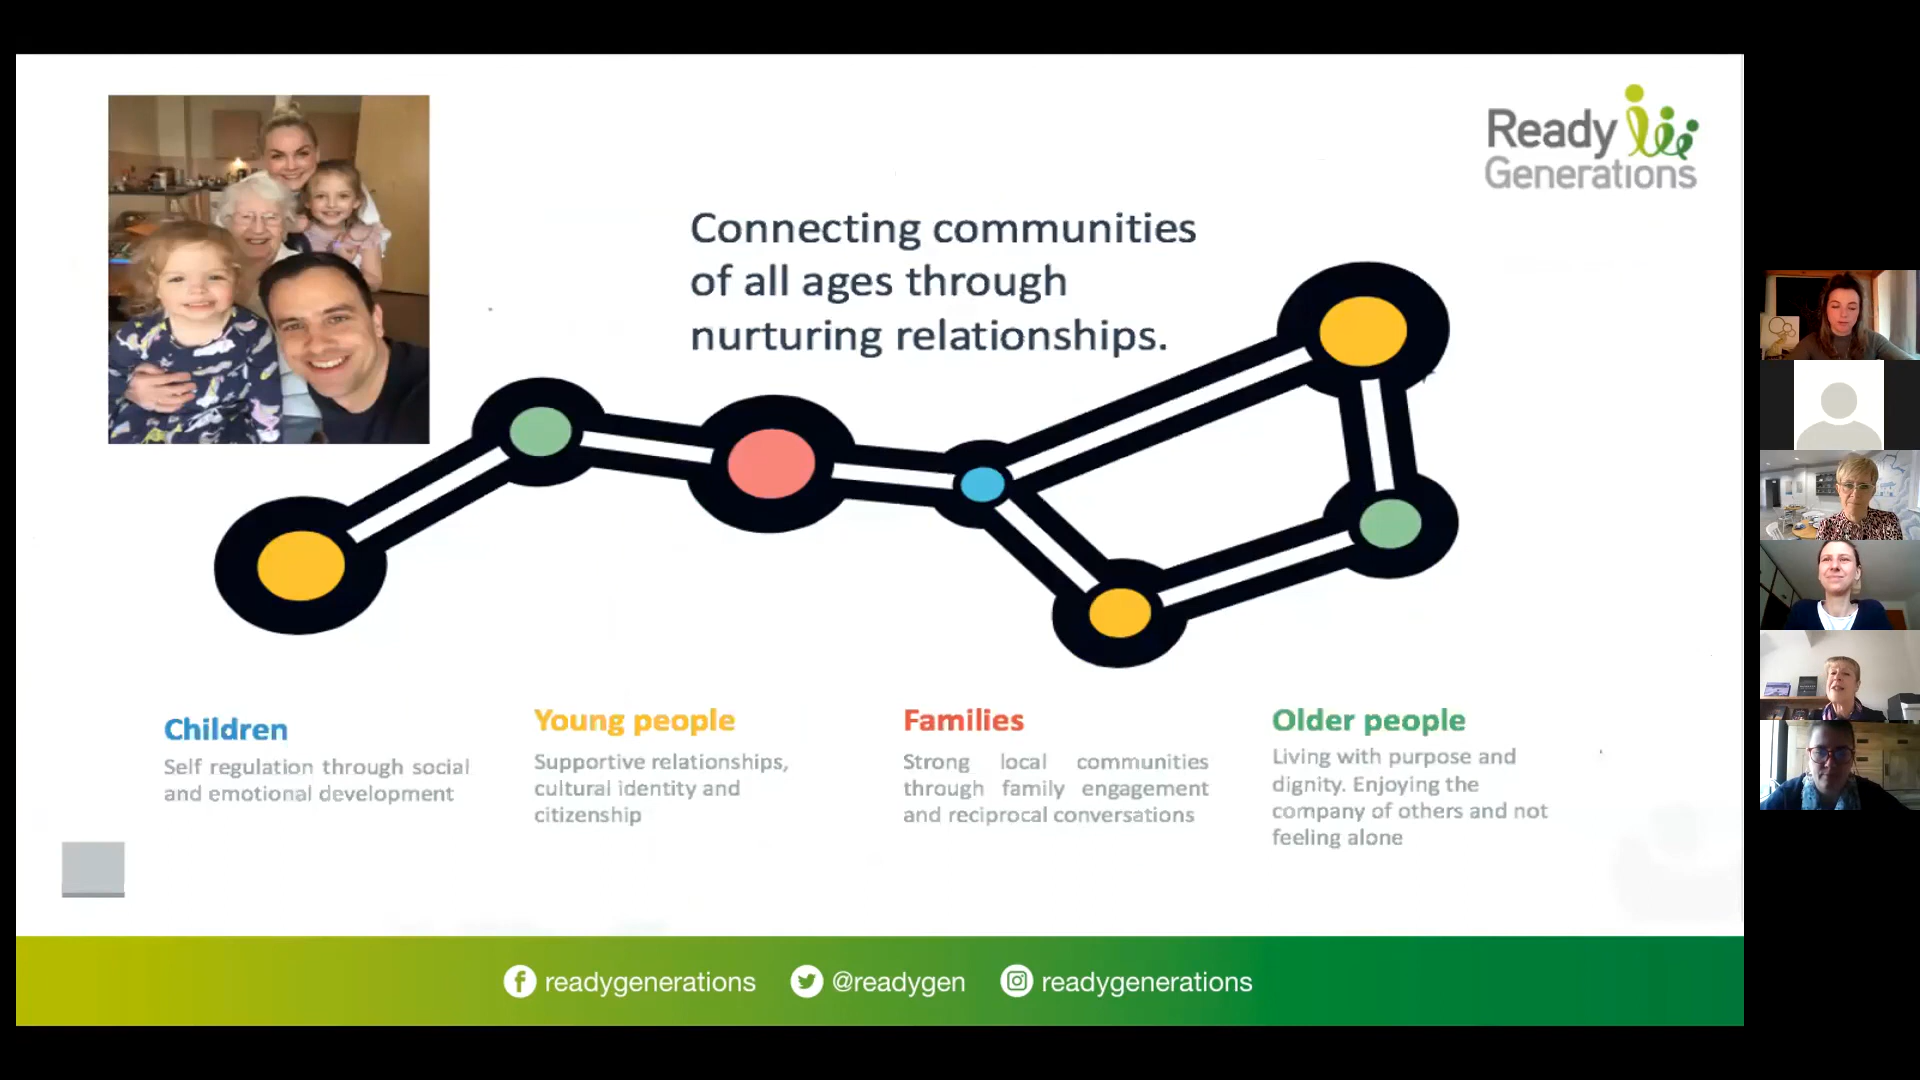 Ready
Generations
Connecting communities
of all ages through
nurturing relationships.
Children
Self regulation through social
and emotional development
Young people
Supportive relationships,
cultural identity and
citizenship
Families
Strong local communities
through family engagement
and reciprocal conversations
Older people
Living with purpose and
dignity. Enjoying the
company of others and not
feeling alone
readygenerations
@readygen
readygenerations